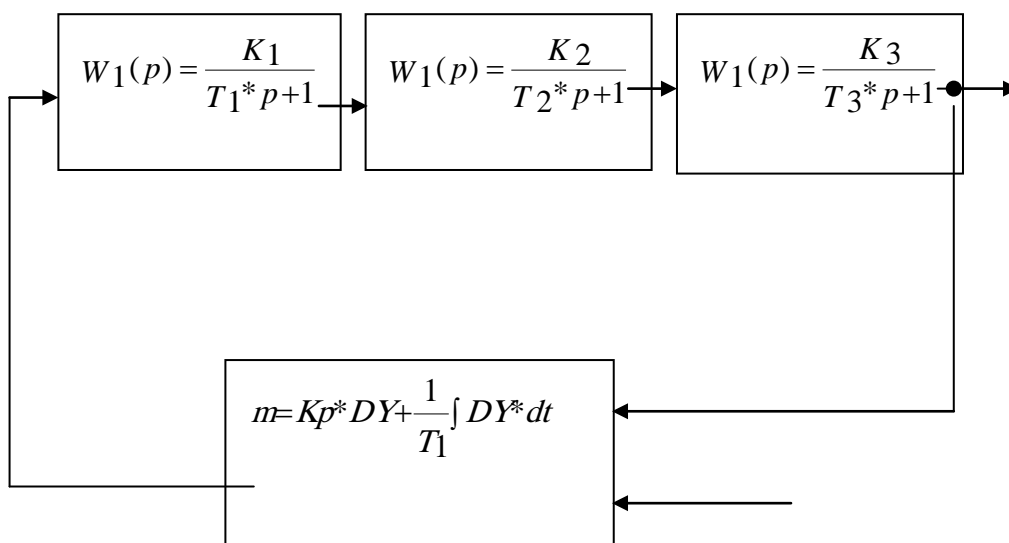 W1(p) = K1 / (T1*p+1)
W1(p) = K2 / (T2*p+1)
W1(p) = K3 / (T3*p+1)
m=Kp*DY+1/T1∫DY*dt